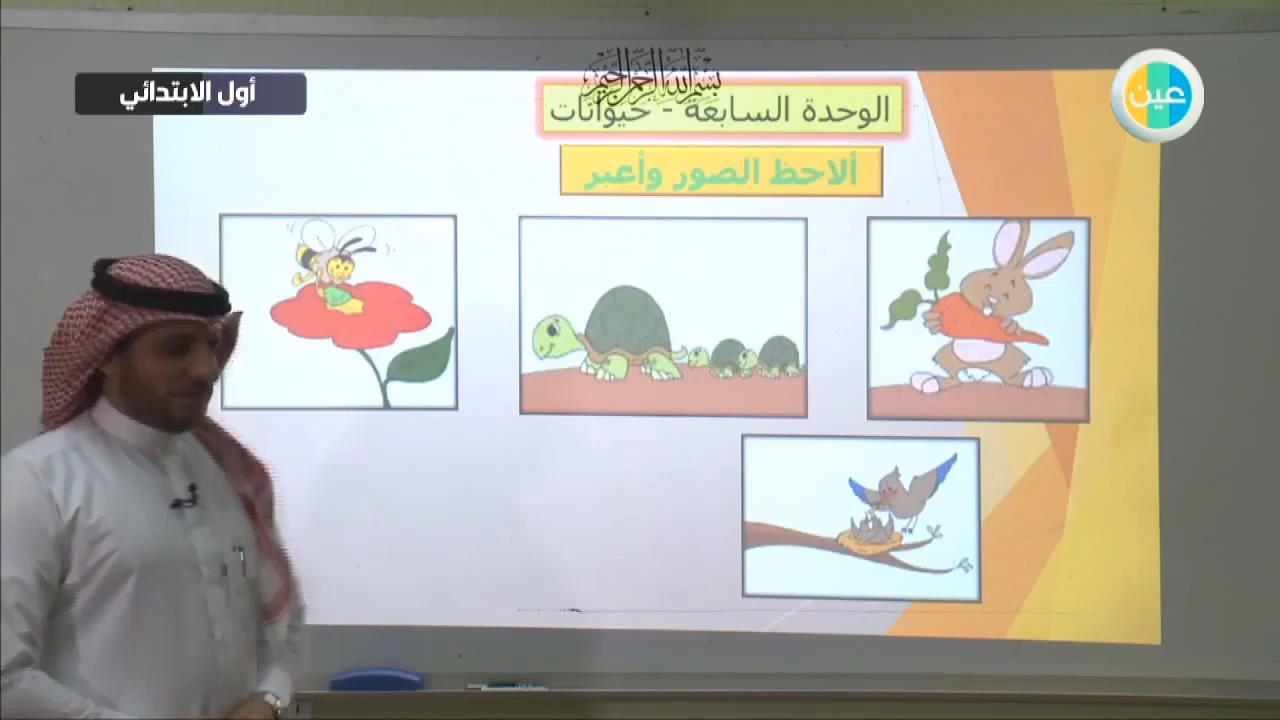 بسم الله الرحمن الرحيم
أول الابتدائي
عين
الوحدة السابعة - حيوانات
ألاحظ الصور وأعبر